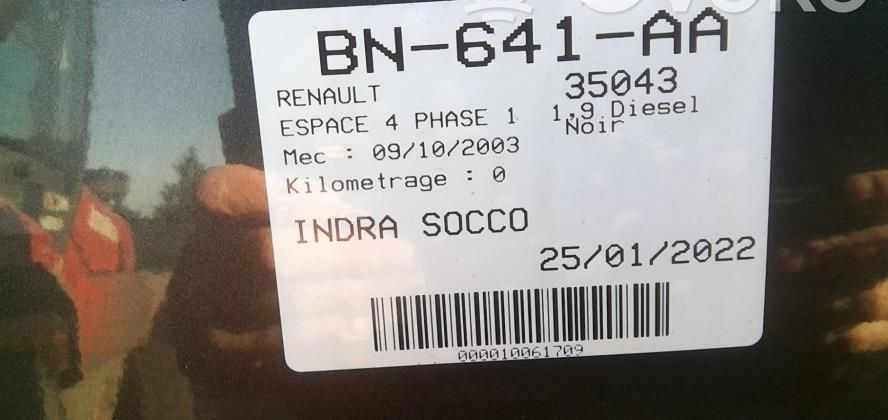 BN-641-AA
35043
RENAULT
ESPACE 4 PHASE 1 1,9 Diesel
Noir
Mec : 09/10/2003
Kilometrage : 0
INDRA SOCCO
25/01/2022
000010061709